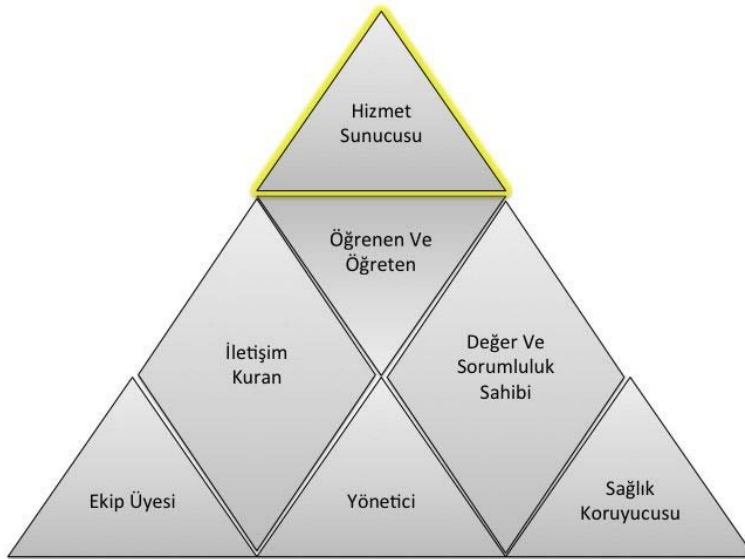 Hizmet
Sunucusu
Öğrenen Ve
Öğreten
İletişim
Kuran
Değer Ve
Sorumluluk
Sahibi
Ekip Üyesi
Yönetici
Sağlık
Koruyucusu